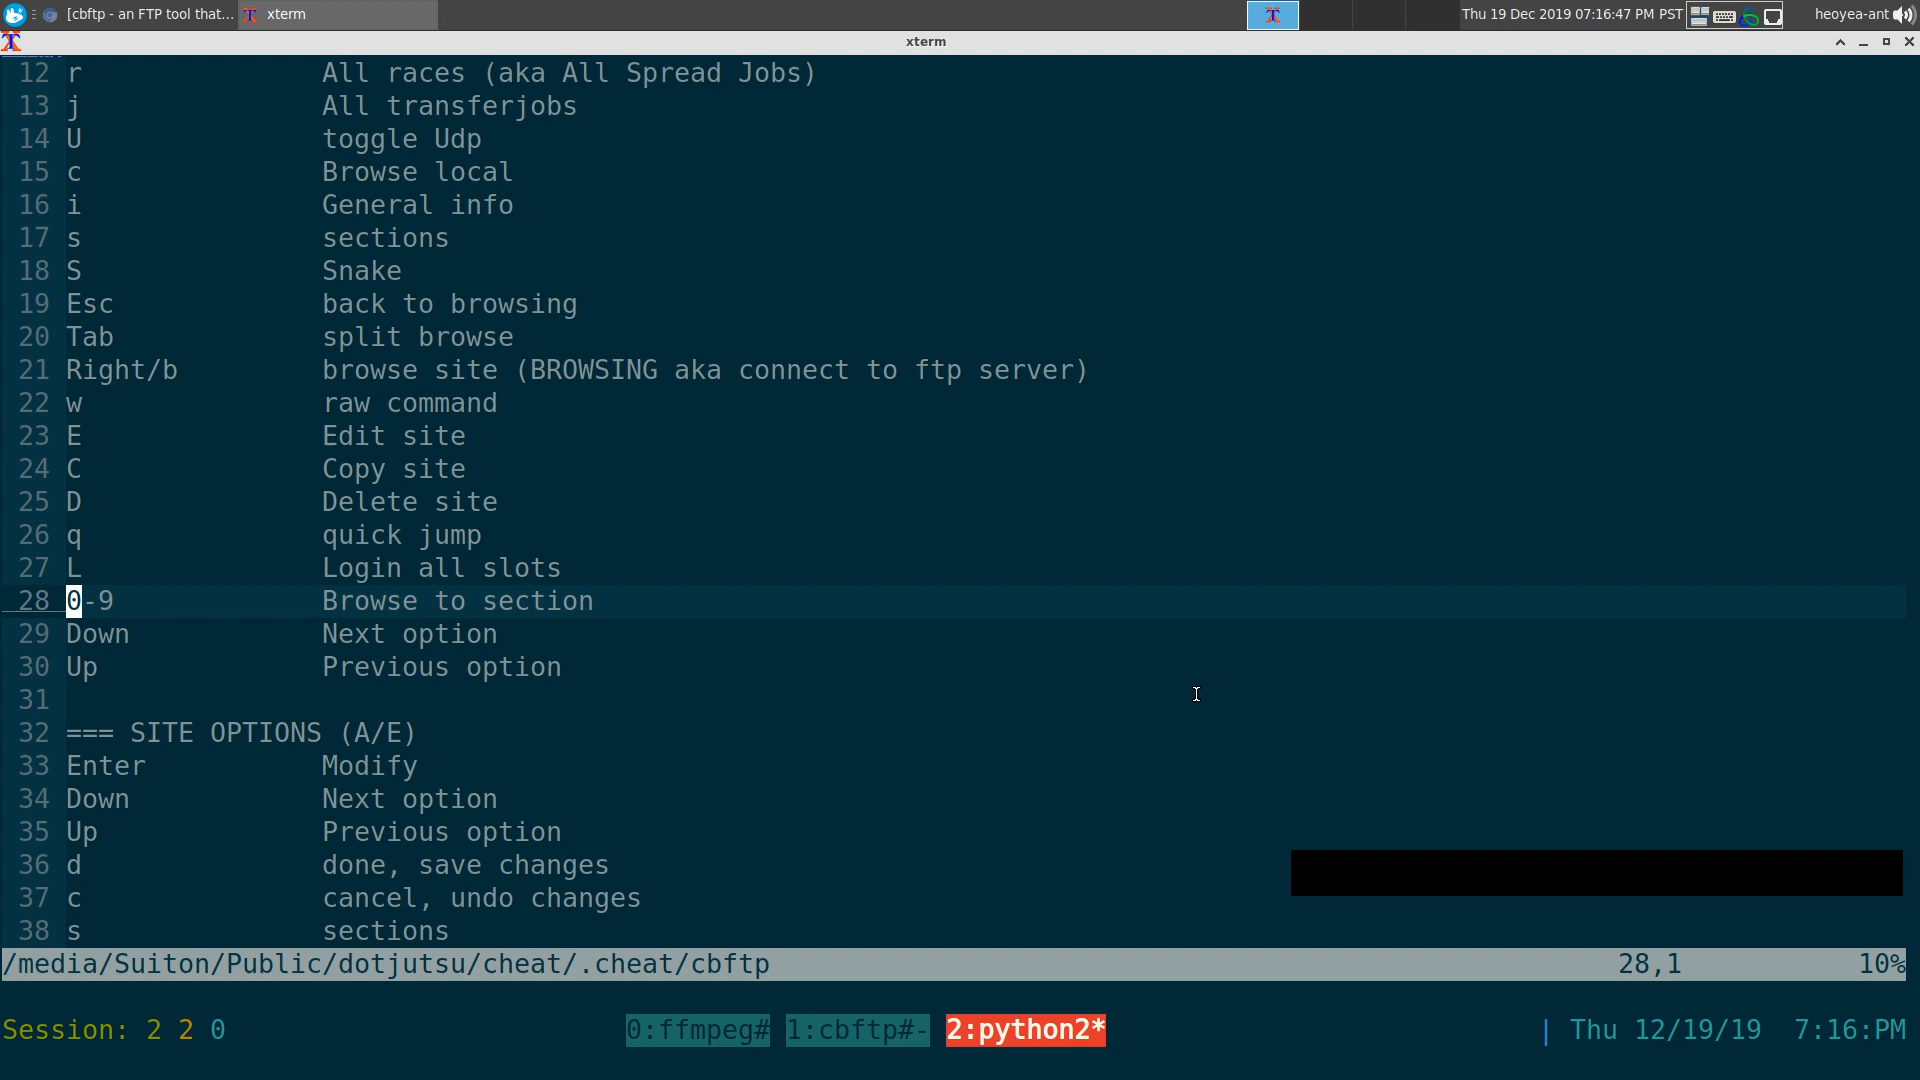 [cbftp - an FTP tool that... xterm Thu 19 Dec 2019 07:16:47 PM PST heoyea-ant
xterm
12 r All races (aka All Spread Jobs)
13 j All transferjobs
14 U toggle Udp
15 c Browse local
16 i General info
17 s sections
18 S Snake
19 Esc back to browsing
20 Tab split browse
21 Right/b browse site (BROWSING aka connect to ftp server)
22 w raw command
23 E Edit site
24 C Copy site
25 D Delete site
26 q quick jump
27 L Login all slots
28 0-9 Browse to section
29 Down Next option
30 Up Previous option
31
32 === SITE OPTIONS (A/E)
33 Enter Modify
34 Down Next option
35 Up Previous option
36 d done, save changes
37 c cancel, undo changes
38 s sections
/media/Suiton/Public/dotjutsu/cheat/.cheat/cbftp 28,1 10%
Session: 2 2 0 0:ffmpeg# 1:cbftp#- 2:python2* | Thu 12/19/19 7:16:PM